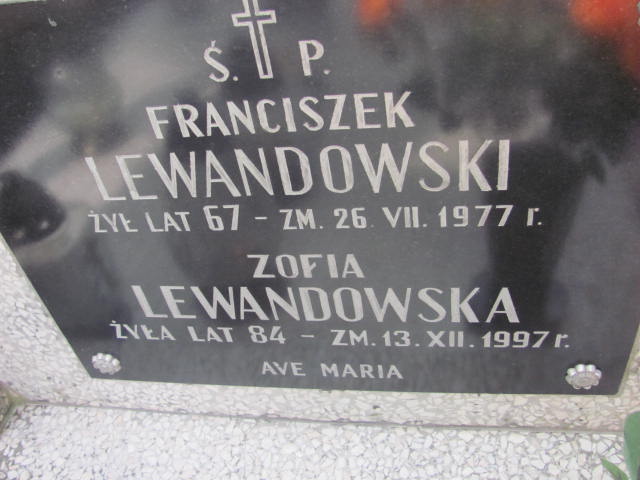 Ś. P.
FRANCISZEK
LEWANDOWSKI
ŻYŁ LAT 67 - ZM. 26 VII. 1977 r.
ZOFIA
LEWANDOWSKA
ŻYŁA LAT 84 - ZM. 13. XII. 1997 r.
AVE MARIA